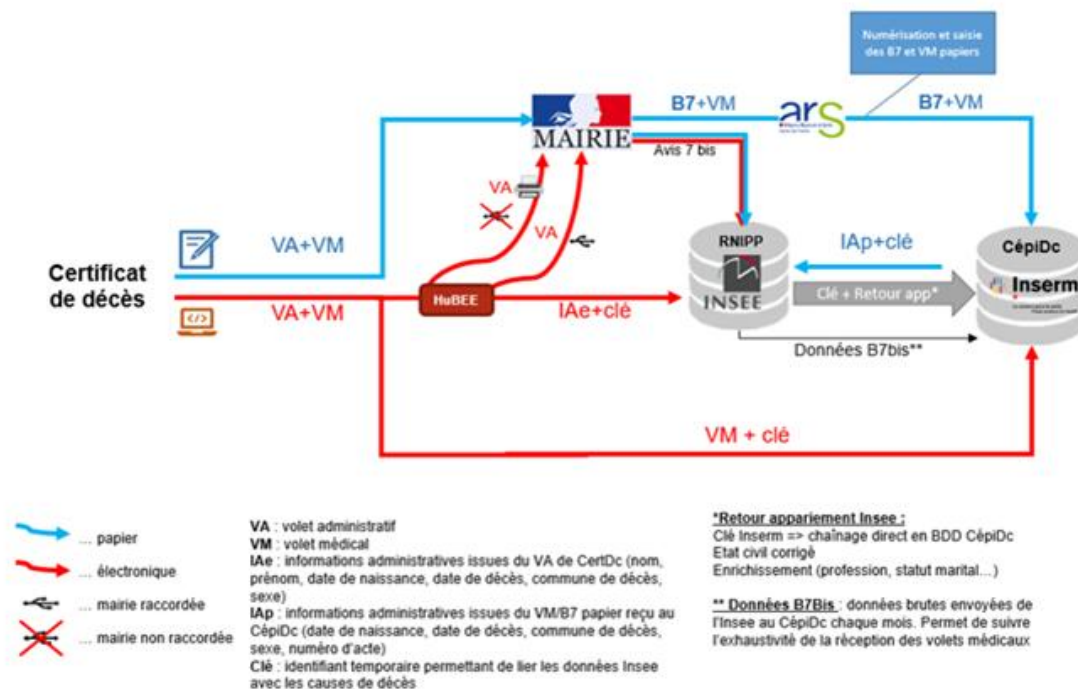 Numérisation et saisie
des B7 et VM papiers
B7+VM
ars
B7+VM
MAIRIE
Avis 7 bis
VA
VA
VA+VM
RNIPP
IAp+clé
CépiDc
Certificat
de décès
HuBEE
INSEE
Clé + Retour app*
Inserm
VA+VM
IAe+clé
Données B7bis**
VM + clé
... papier
... électronique
... mairie raccordée
... mairie non raccordée
VA : volet administratif
VM : volet médical
IAe : informations administratives issues du VA de CertDc (nom,
prénom, date de naissance, date de décès, commune de décès,
sexe)
IAp : informations administratives issues du VM/B7 papier reçu au
CépiDc (date de naissance, date de décès, commune de décès,
sexe, numéro d'acte)
Clé : identifiant temporaire permettant de lier les données Insee
avec les causes de décès
*Retour appariement Insee :
Clé Inserm => chaînage direct en BDD CépiDc
Etat civil corrigé
Enrichissement (profession, statut marital...)
** Données B7Bis : données brutes envoyées de
l'Insee au CépiDc chaque mois. Permet de suivre
l'exhaustivité de la réception des volets médicaux